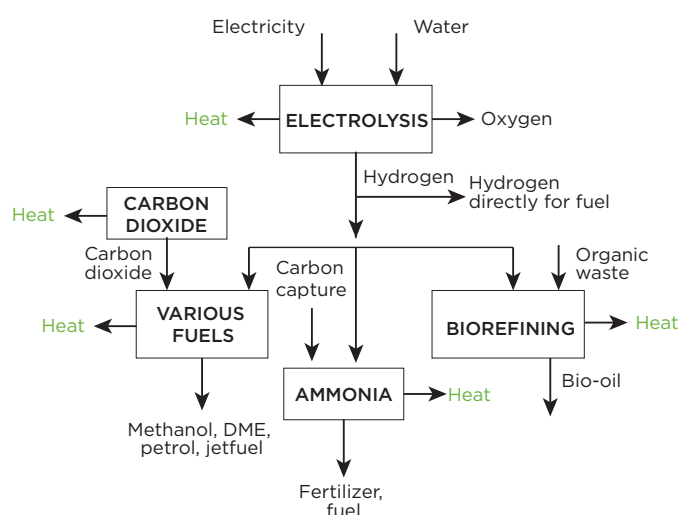 Electricity
Water
Heat
ELECTROLYSIS
Oxygen
Hydrogen
Hydrogen
directly for fuel
Heat
CARBON
DIOXIDE
Carbon
dioxide
Carbon
capture
Organic
waste
Heat
VARIOUS
FUELS
BIOREFINING
Heat
AMMONIA
Heat
Bio-oil
Methanol, DME,
petrol, jetfuel
Fertilizer,
fuel